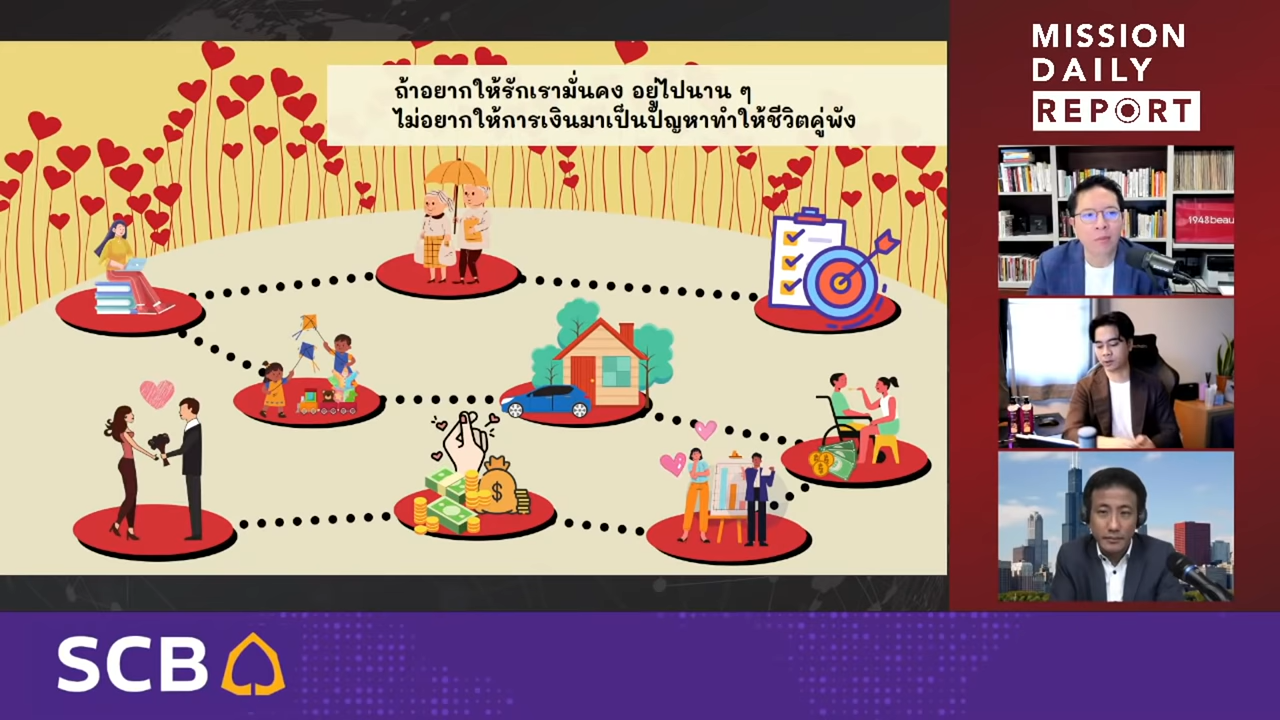 ถ้าอยากให้รักเรามั่นคง อยู่ไปนาน ๆ
ไม่อยากให้การเงินมาเป็นปัญหาทำให้ชีวิตคู่พัง
MISSION
DAILY
REPORT
1948beau
SCB